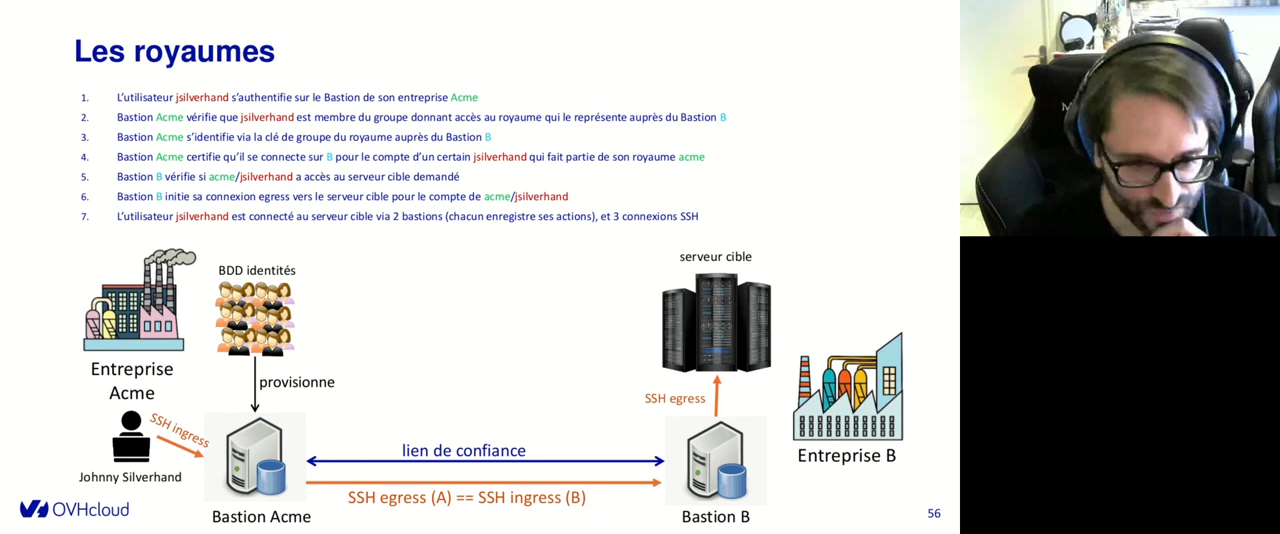 Les royaumes
1. L'utilisateur jsilverhand s'authentifie sur le Bastion de son entreprise Acme
2. Bastion Acme vérifie que jsilverhand est membre du groupe donnant accès au royaume qui le représente auprès du Bastion B
3. Bastion Acme s'identifie via la clé de groupe du royaume auprès du Bastion B
4. Bastion Acme certifie qu'il se connecte sur B pour le compte d'un certain jsilverhand qui fait partie de son royaume acme
5. Bastion B vérifie si acme/jsilverhand a accès au serveur cible demandé
6. Bastion B initie sa connexion egress vers le serveur cible pour le compte de acme/jsilverhand
7. L'utilisateur jsilverhand est connecté au serveur cible via 2 bastions (chacun enregistre ses actions), et 3 connexions SSH
BDD identités
serveur cible
Entreprise
Acme
provisionne
SSH egress
SSH ingress
lien de confiance
Entreprise B
Johnny Silverhand
SSH egress (A) == SSH ingress (B)
OVHcloud
Bastion Acme
Bastion B
56